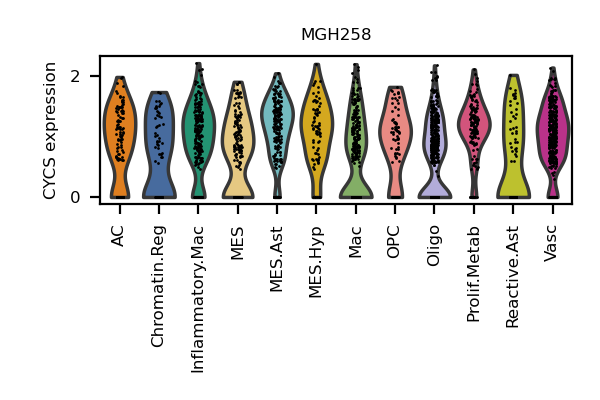 MGH258
CYCS expression
2
0
AC
Chromatin.Reg
Inflammatory.Mac
MES
MES.Ast
MES.Hyp
Mac
OPC
Oligo
Prolif.Metab
Reactive.Ast
Vasc